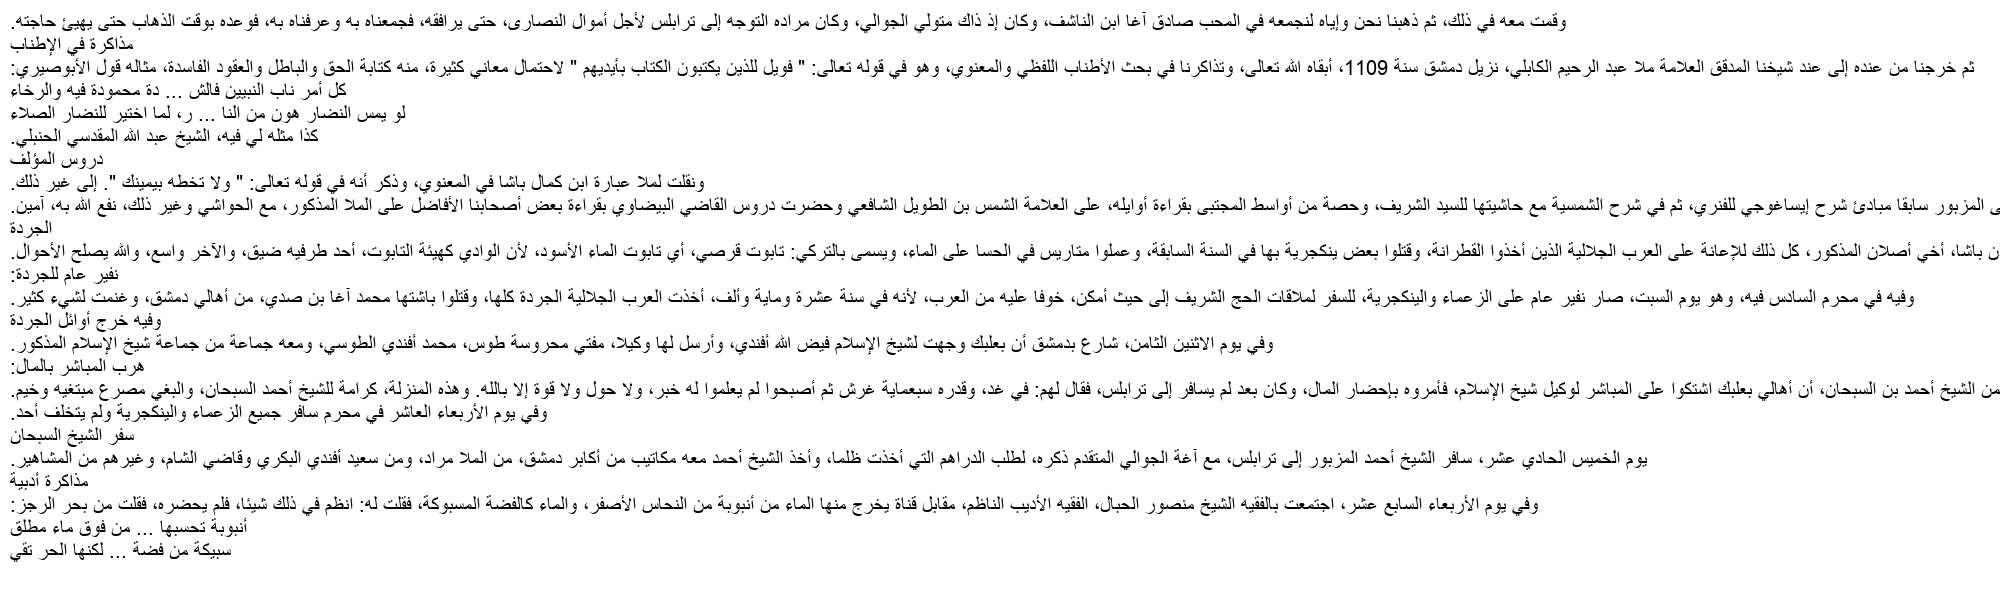 وقمت معه في ذلك، ثم ذهبنا نحن وإياه لنجمعه في المحب صادق آغا ابن الناشف، وكان إذ ذاك متولي الجوالي، وكان مراده التوجه إلى ترابلس لأجل أموال النصارى، حتى يرافقه، فجمعناه به وعرفناه به، فوعده بوقت الذهاب حتى يهيئ حاجته.
مذاكرة في الإطناب
ثم خرجنا من عنده إلى عند شيخنا المدقق العلامة ملا عبد الرحيم الكابلي، نزيل دمشق سنة 1109، أبقاه الله تعالى، وتذاكرنا في بحث الأطناب اللفظي والمعنوي، وهو في قوله تعالى: " فويل للذين يكتبون الكتاب بأيديهم " لاحتمال معاني كثيرة، منه كتابة الحق والباطل والعقود الفاسدة، مثاله قول الأبوصيري:
كل أمر ناب النبيين فالش ... دة محمودة فيه والرخاء
لو يمس النضار هون من النا ... ر، لما اختير للنضار الصلاء
كذا مثله لي فيه، الشيخ عبد الله المقدسي الحنبلي.
دروس المؤلف
ونقلت لملا عبارة ابن كمال باشا في المعنوي، وذكر أنه في قوله تعالى: " ولا تخطه بيمينك ". إلى غير ذلك.
المزبور سابقا مبادئ شرح إيساغوجي للفنري، ثم في شرح الشمسية مع حاشيتها للسيد الشريف، وحصة من أواسط المجتبى بقراءة أوايله، على العلامة الشمس بن الطويل الشافعي وحضرت دروس القاضي البيضاوي بقراءة بعض أصحابنا الأفاضل على الملا المذكور، مع الحواشي وغير ذلك، نفع الله به، آمين.
الجردة
باشا، أخي أصلان المذكور، كل ذلك للإعانة على العرب الجلالية الذين أخذوا القطرانة، وقتلوا بعض ينكجرية بها في السنة السابقة، وعملوا متاريس في الحسا على الماء، ويسمى بالتركي: تابوت قرصي، أي تابوت الماء الأسود، لأن الوادي كهيئة التابوت، أحد طرفيه ضيق، والآخر واسع، والله يصلح الأحوال.
نفير عام للجردة:
وفيه في محرم السادس فيه، وهو يوم السبت، صار نفير عام على الزعماء والينكجرية، للسفر لملاقات الحج الشريف إلى حيث أمكن، خوفا عليه من العرب، لأنه في سنة عشرة وماية وألف، أخذت العرب الجلالية الجردة كلها، وقتلوا باشتها محمد آغا بن صدي، من أهالي دمشق، وغنمت لشيء كثير.
وفيه خرج أوائل الجردة
وفي يوم الاثنين الثامن، شارع بدمشق أن بعلبك وجهت لشيخ الإسلام فيض الله أفندي، وأرسل لها وكيلا، مفتي محروسة طوس، محمد أفندي الطوسي، ومعه جماعة من جماعة شيخ الإسلام المذكور.
هرب المباشر بالمال:
من الشيخ أحمد بن السبحان، أن أهالي بعلبك اشتكوا على المباشر لوكيل شيخ الإسلام، فأمروه بإحضار المال، وكان بعد لم يسافر إلى ترابلس، فقال لهم: في غد، وقدره سبعماية غرش ثم أصبحوا لم يعلموا له خبر، ولا حول ولا قوة إلا بالله. وهذه المنزلة، كرامة للشيخ أحمد السبحان، والبغي مصرع مبتغيه وخيم.
وفي يوم الأربعاء العاشر في محرم سافر جميع الزعماء والينكجرية ولم يتخلف أحد.
سفر الشيخ السبحان
يوم الخميس الحادي عشر، سافر الشيخ أحمد المزبور إلى ترابلس، مع آغة الجوالي المتقدم ذكره، لطلب الدراهم التي أخذت ظلما، وأخذ الشيخ أحمد معه مكاتيب من أكابر دمشق، من الملا مراد، ومن سعيد أفندي البكري وقاضي الشام، وغيرهم من المشاهير.
مذاكرة أدبية
وفي يوم الأربعاء السابع عشر، اجتمعت بالفقيه الشيخ منصور الحبال، الفقيه الأديب الناظم، مقابل قناة يخرج منها الماء من أنبوبة من النحاس الأصفر، والماء كالفضة المسبوكة، فقلت له: انظم في ذلك شيئا، فلم يحضره، فقلت من بحر الرجز:
أنبوبة تحسبها ... من فوق ماء مطلق
سبيكة من فضة ... لكنها الحر تقي